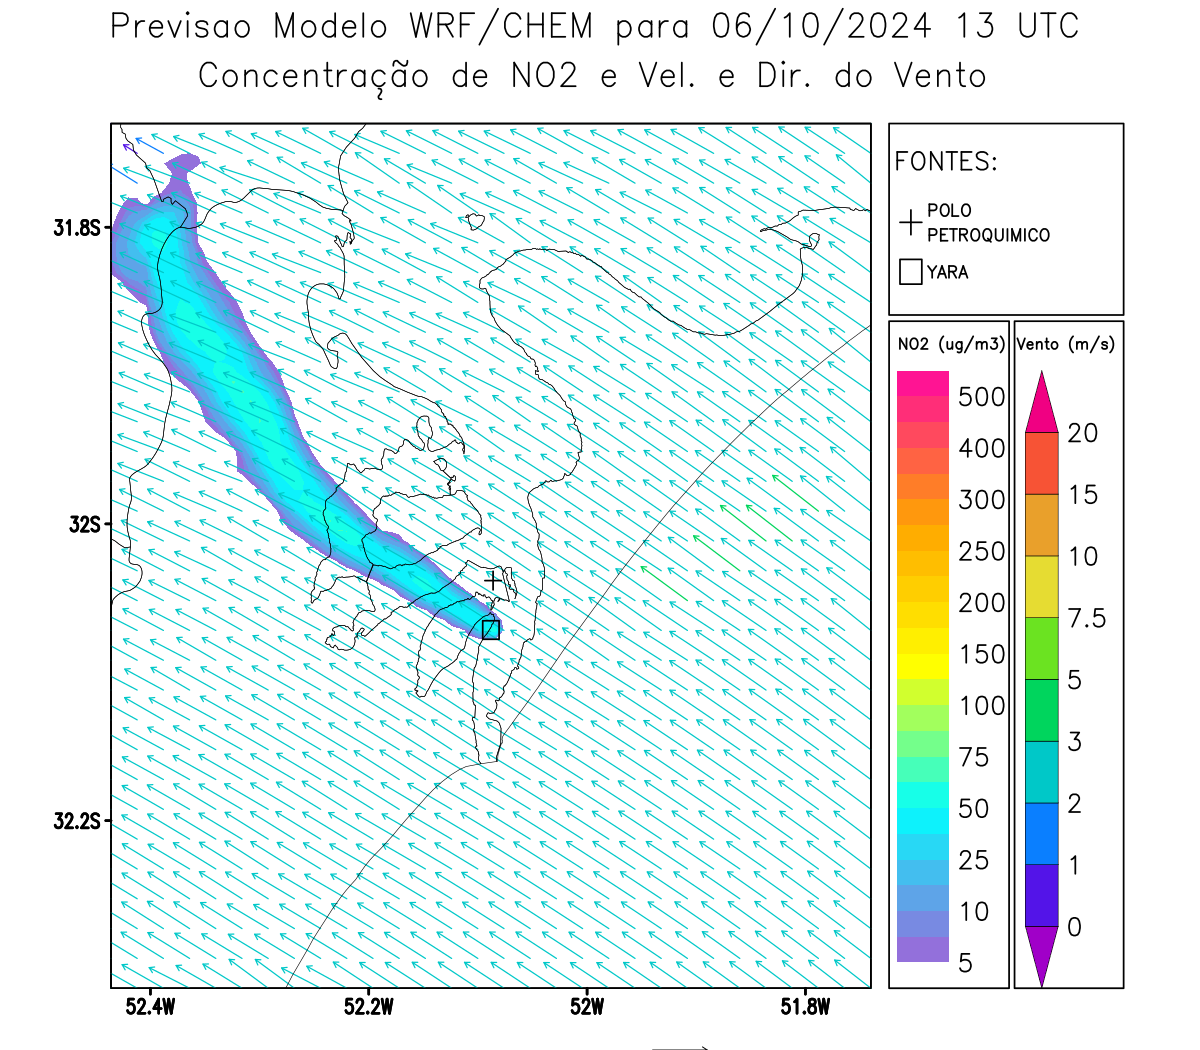 Previsao Modelo WRF/CHEM para 06/10/2024 13 UTC
Concentração de NO2 e Vel. e Dir. do Vento
FONTES:
POLO
PETROQUIMICO
YARA
31.8S
32S
32.2S
52.4W
52.2W
52W
51.8W
NO2 (ug/m3)
500
400
300
250
200
150
100
75
50
25
10
5
Vento (m/s)
20
15
10
7.5
5
3
2
1
0